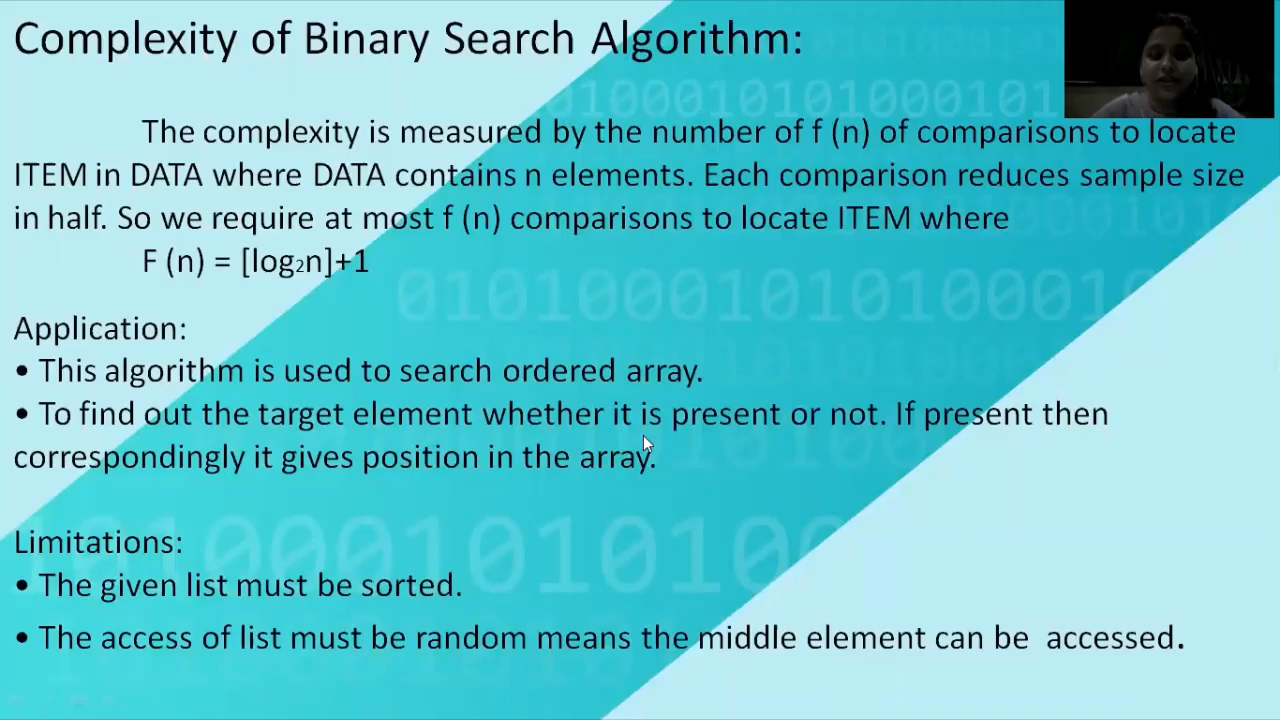 Complexity of Binary Search Algorithm:
The complexity is measured by the number of f (n) of comparisons to locate
ITEM in DATA where DATA contains n elements. Each comparison reduces sample size
in half. So we require at most f (n) comparisons to locate ITEM where
F (n) = [log₂n]+1
Application:
• This algorithm is used to search ordered array.
• To find out the target element whether it is present or not. If present then
correspondingly it gives position in the array.
Limitations:
• The given list must be sorted.
• The access of list must be random means the middle element can be accessed.